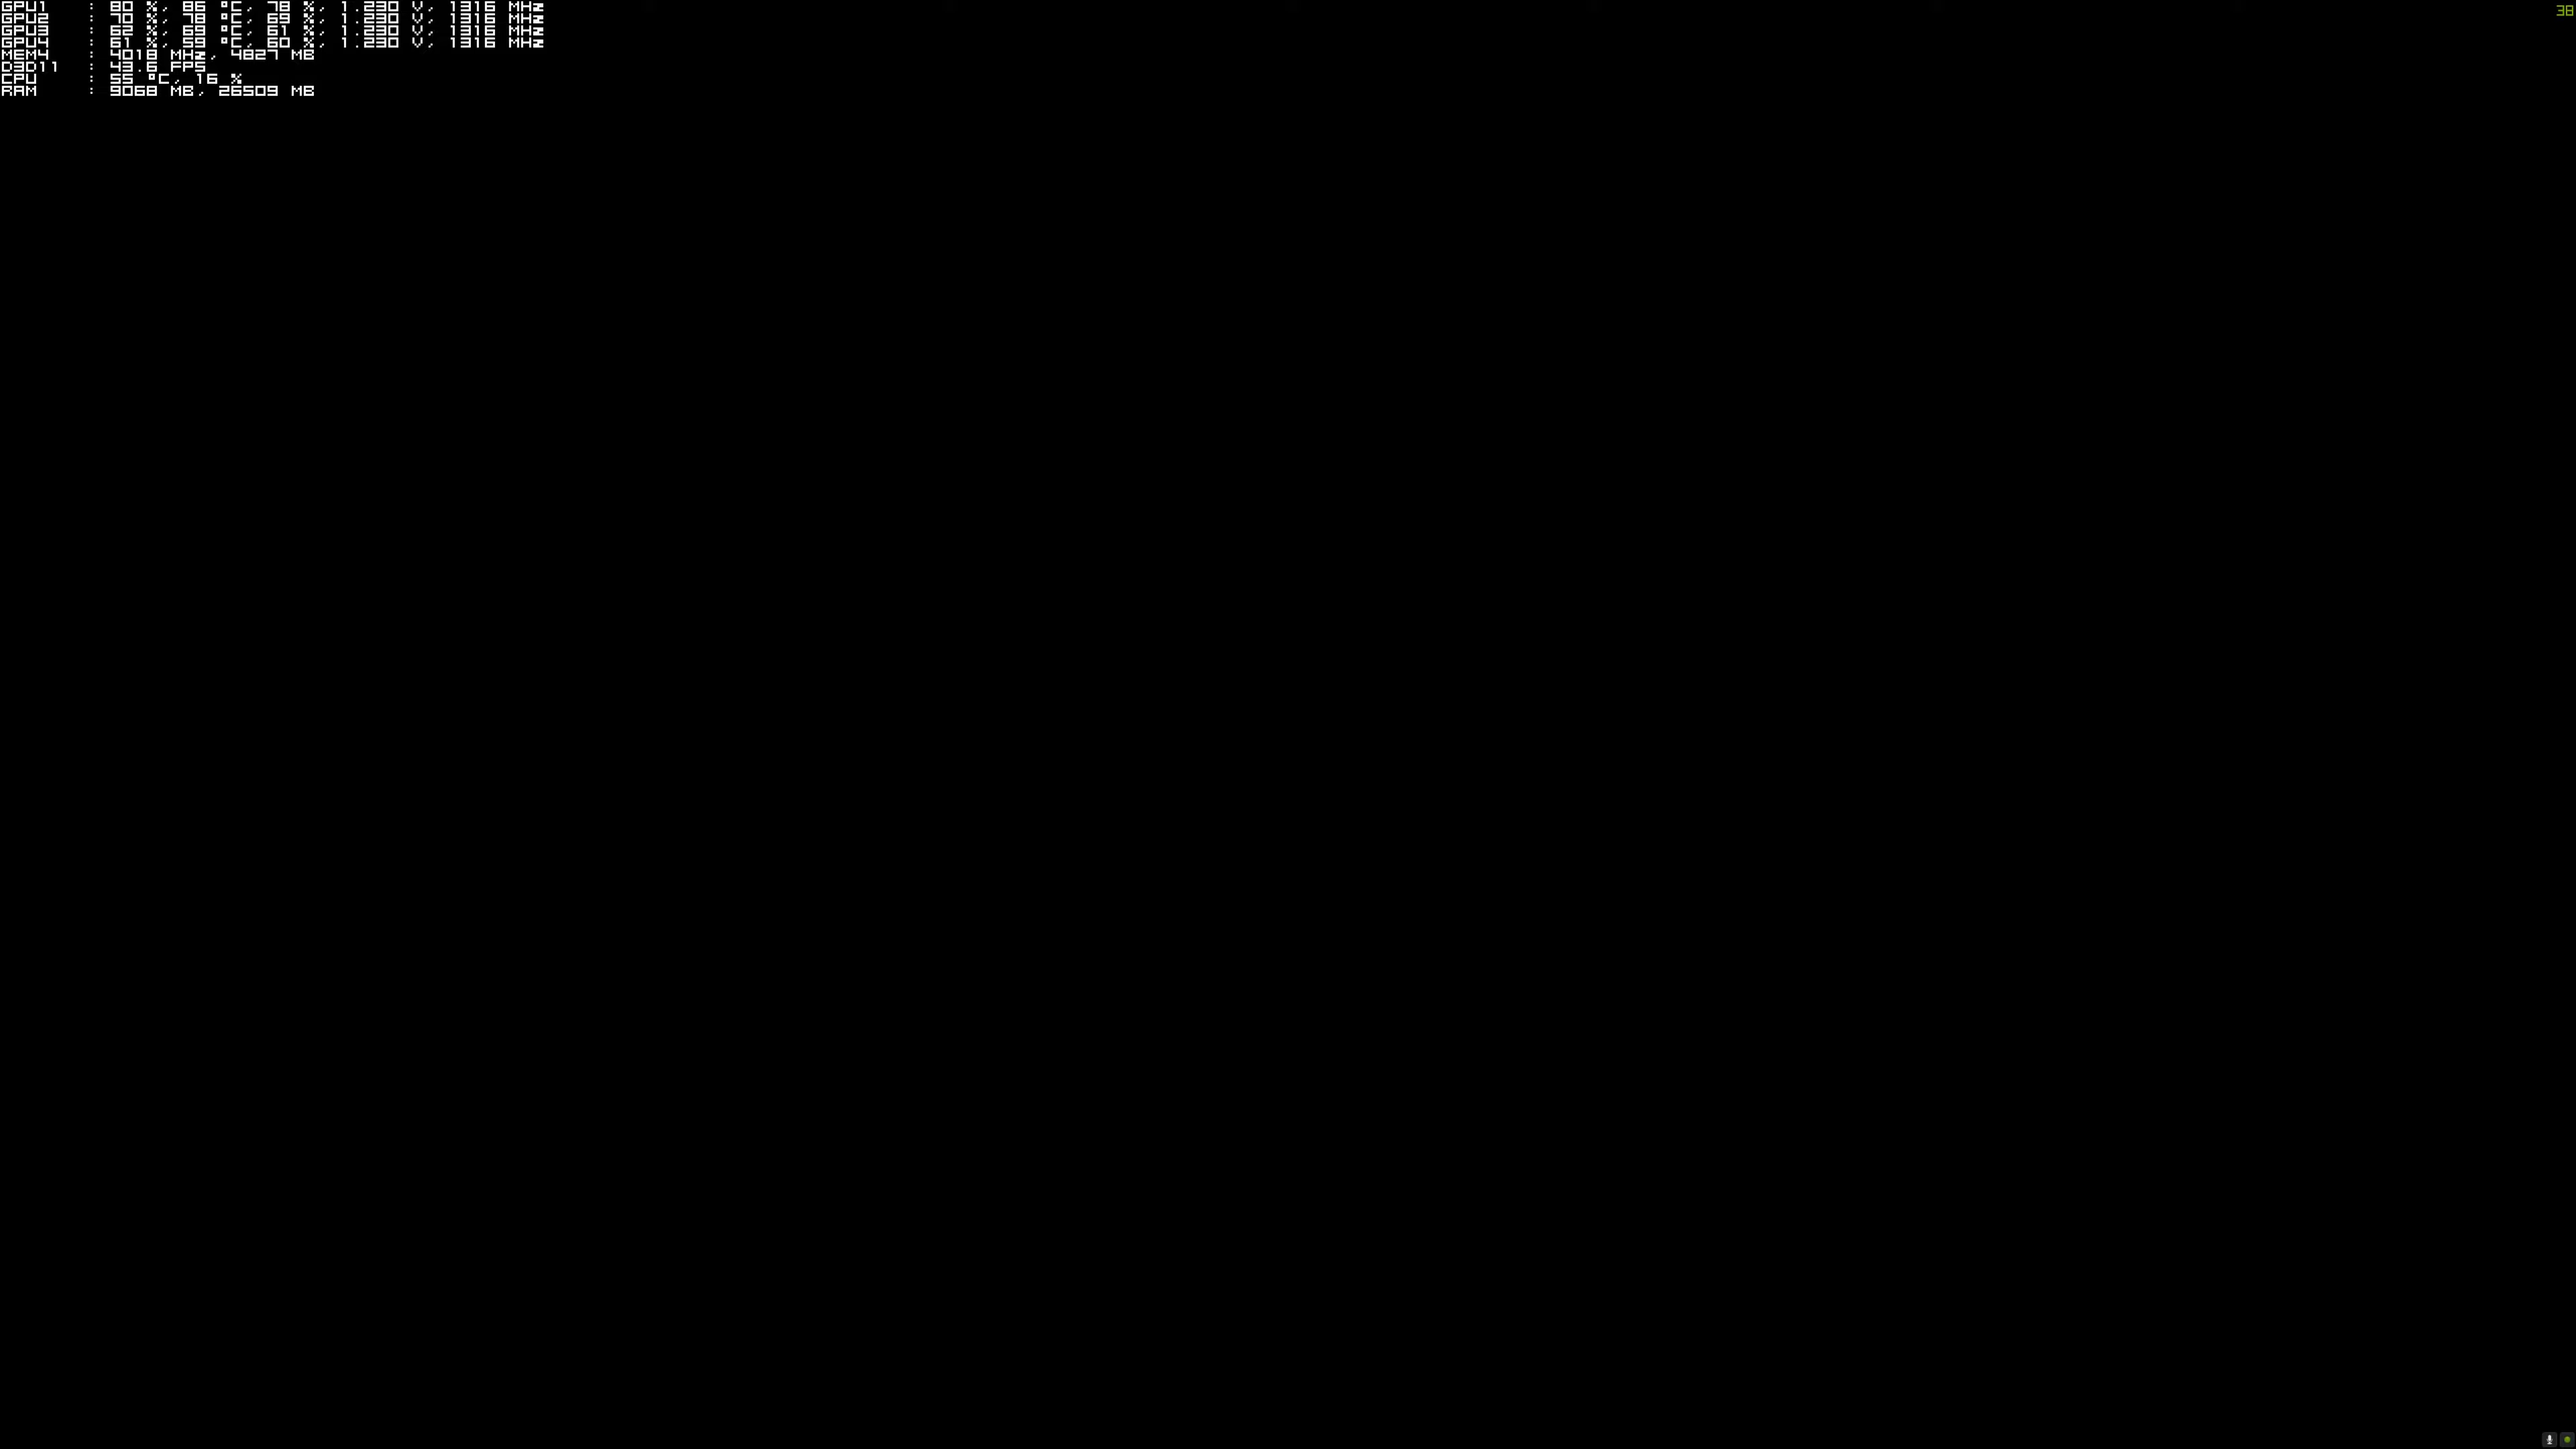 GPU1 : 80 %, 86 °C, 78 %, 1.230 V, 1316 MHz
GPU2 : 70 %, 78 °C, 69 %, 1.230 V, 1316 MHz
GPU3 : 62 %, 69 °C, 61 %, 1.230 V, 1316 MHz
GPU4 : 61 %, 59 °C, 60 %, 1.230 V, 1316 MHz
MEM4 : 4018 MHz, 4827 MB
D3D11 : 43.6 FPS
CPU : 55 °C, 16 %
RAM : 9068 MB, 26509 MB
38